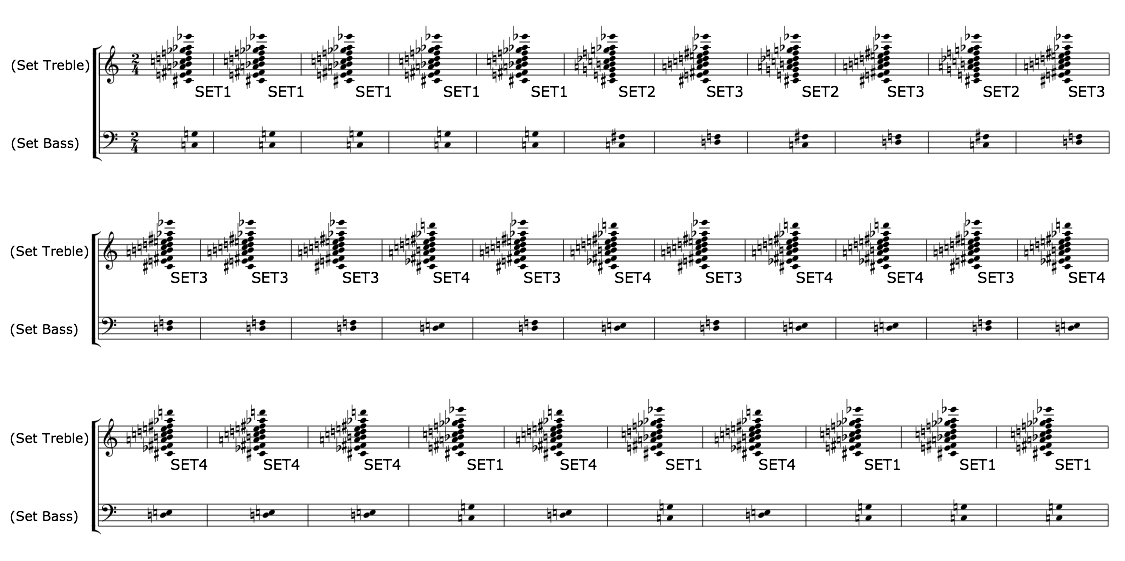 (Set Treble) 2 4 SET1 SET1 SET1 SET1 SET1 SET2 SET3 SET2 SET3 SET2 SET3
(Set Bass) 2 4
(Set Treble) SET3 SET3 SET3 SET4 SET3 SET4 SET3 SET4 SET4 SET3 SET4
(Set Bass)
(Set Treble) SET4 SET4 SET4 SET1 SET4 SET1 SET4 SET1 SET1 SET1
(Set Bass)